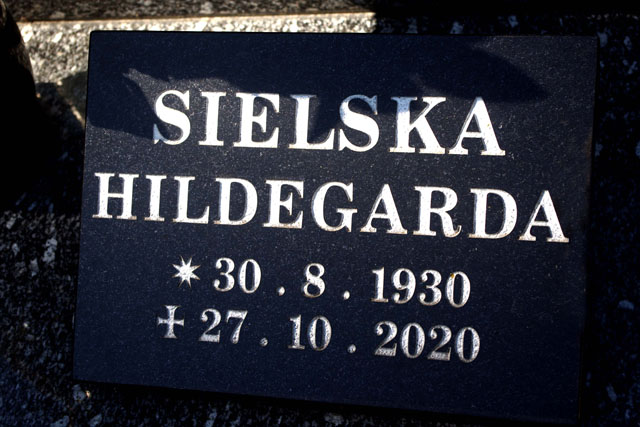 SIELSKA
HILDEGARDA
* 30 . 8 . 1930
✝ 27 . 10 . 2020